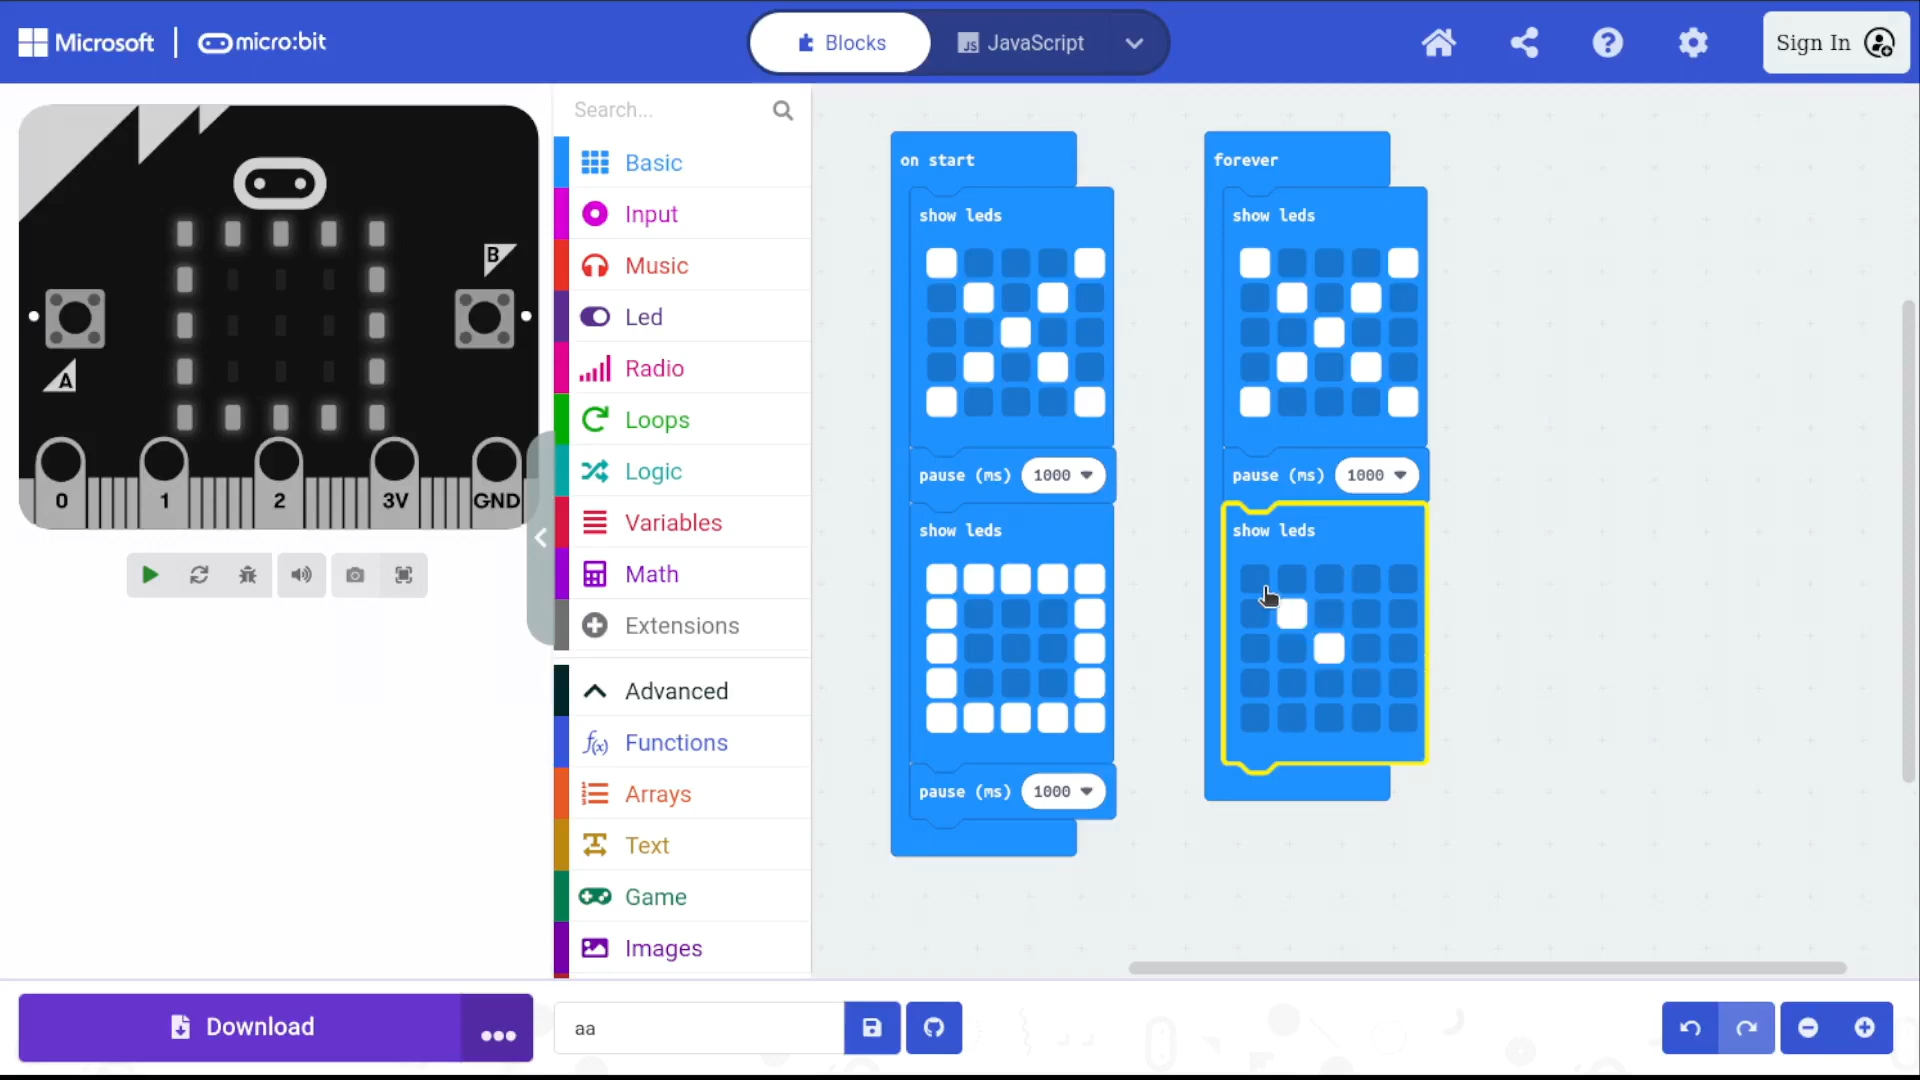 Microsoft
micro:bit
Blocks
JS JavaScript
Sign In
B
A
0
1
2
3V
GND
Search...
Basic
Input
Music
Led
Radio
Loops
Logic
Variables
Math
Extensions
Advanced
f(x) Functions
Arrays
Text
Game
Images
on start
show leds
pause (ms) 1000
show leds
pause (ms) 1000
forever
show leds
pause (ms) 1000
show leds
Download
aa